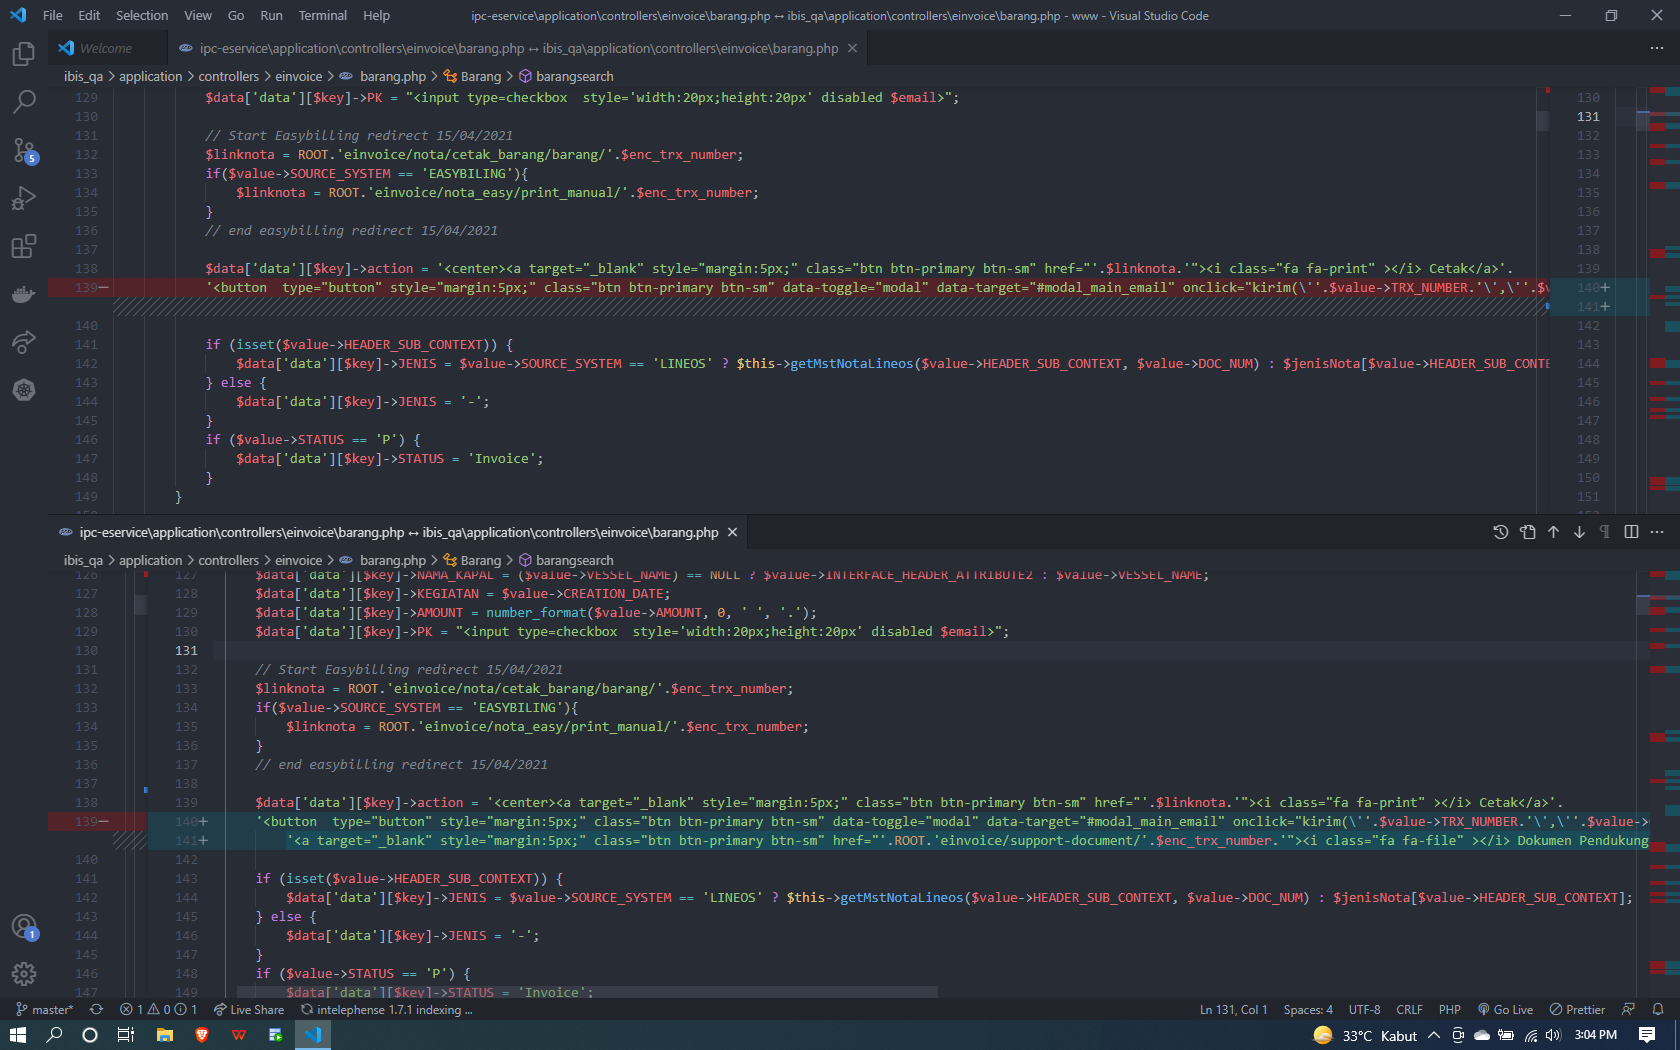 File Edit Selection View Go Run Terminal Help
ipc-eservice\application\controllers\einvoice\barang.php ↔ ibis_qa\application\controllers\einvoice\barang.php - www - Visual Studio Code
Welcome
ipc-eservice\application\controllers\einvoice\barang.php ↔ ibis_qa\application\controllers\einvoice\barang.php
ibis_qa > application > controllers > einvoice > barang.php > Barang > barangsearch
129 $data['data'][$key]->PK = "<input type=checkbox  style='width:20px;height:20px' disabled $email>"; 130
130 131
131 // Start Easybilling redirect 15/04/2021 132
132 $linknota = ROOT.'einvoice/nota/cetak_barang/barang/'.$enc_trx_number; 133
133 if($value->SOURCE_SYSTEM == 'EASYBILING'){ 134
134 $linknota = ROOT.'einvoice/nota_easy/print_manual/'.$enc_trx_number; 135
135 } 136
136 // end easybilling redirect 15/04/2021 137
137 138
138 $data['data'][$key]->action = '<center><a target="_blank" style="margin:5px;" class="btn btn-primary btn-sm" href="'.$linknota.'"><i class="fa fa-print" ></i> Cetak</a>'. 139
139— '<button  type="button" style="margin:5px;" class="btn btn-primary btn-sm" data-toggle="modal" data-target="#modal_main_email" onclick="kirim(\''.$value->TRX_NUMBER.'\',\''.$v 140+
141+
140 142
141 if (isset($value->HEADER_SUB_CONTEXT)) { 143
142 $data['data'][$key]->JENIS = $value->SOURCE_SYSTEM == 'LINEOS' ? $this->getMstNotaLineos($value->HEADER_SUB_CONTEXT, $value->DOC_NUM) : $jenisNota[$value->HEADER_SUB_CONTE 144
143 } else { 145
144 $data['data'][$key]->JENIS = '-'; 146
145 } 147
146 if ($value->STATUS == 'P') { 148
147 $data['data'][$key]->STATUS = 'Invoice'; 149
148 } 150
149 } 151
ipc-eservice\application\controllers\einvoice\barang.php ↔ ibis_qa\application\controllers\einvoice\barang.php
ibis_qa > application > controllers > einvoice > barang.php > Barang > barangsearch
126 127 $data['data'][$key]->NAMA_KAPAL = ($value->VESSEL_NAME) == NULL ? $value->INTERFACE_HEADER_ATTRIBUTE2 : $value->VESSEL_NAME;
127 128 $data['data'][$key]->KEGIATAN = $value->CREATION_DATE;
128 129 $data['data'][$key]->AMOUNT = number_format($value->AMOUNT, 0, ' ', '.');
129 130 $data['data'][$key]->PK = "<input type=checkbox  style='width:20px;height:20px' disabled $email>";
130 131
131 132 // Start Easybilling redirect 15/04/2021
132 133 $linknota = ROOT.'einvoice/nota/cetak_barang/barang/'.$enc_trx_number;
133 134 if($value->SOURCE_SYSTEM == 'EASYBILING'){
134 135 $linknota = ROOT.'einvoice/nota_easy/print_manual/'.$enc_trx_number;
135 136 }
136 137 // end easybilling redirect 15/04/2021
137 138
138 139 $data['data'][$key]->action = '<center><a target="_blank" style="margin:5px;" class="btn btn-primary btn-sm" href="'.$linknota.'"><i class="fa fa-print" ></i> Cetak</a>'.
139— 140+ '<button  type="button" style="margin:5px;" class="btn btn-primary btn-sm" data-toggle="modal" data-target="#modal_main_email" onclick="kirim(\''.$value->TRX_NUMBER.'\',\''.$value->
141+ '<a target="_blank" style="margin:5px;" class="btn btn-primary btn-sm" href="'.ROOT.'einvoice/support-document/'.$enc_trx_number.'"><i class="fa fa-file" ></i> Dokumen Pendukung
140 142
141 143 if (isset($value->HEADER_SUB_CONTEXT)) {
142 144 $data['data'][$key]->JENIS = $value->SOURCE_SYSTEM == 'LINEOS' ? $this->getMstNotaLineos($value->HEADER_SUB_CONTEXT, $value->DOC_NUM) : $jenisNota[$value->HEADER_SUB_CONTEXT];
143 145 } else {
144 146 $data['data'][$key]->JENIS = '-';
145 147 }
146 148 if ($value->STATUS == 'P') {
147 149 $data['data'][$key]->STATUS = 'Invoice';
5
1
master* 1 0 1 Live Share intelephense 1.7.1 indexing ... Ln 131, Col 1 Spaces: 4 UTF-8 CRLF PHP Go Live Prettier
33°C Kabut 3:04 PM